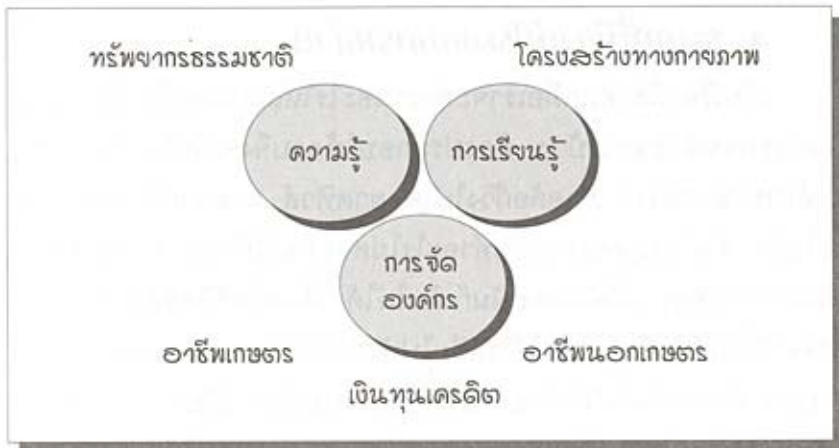 ทรัพยากรธรรมชาติ
โครงสร้างทางกายภาพ
ความรู้
การเรียนรู้
การจัด
องค์กร
อาชีพเกษตร
อาชีพนอกเกษตร
เงินทุนเครดิต